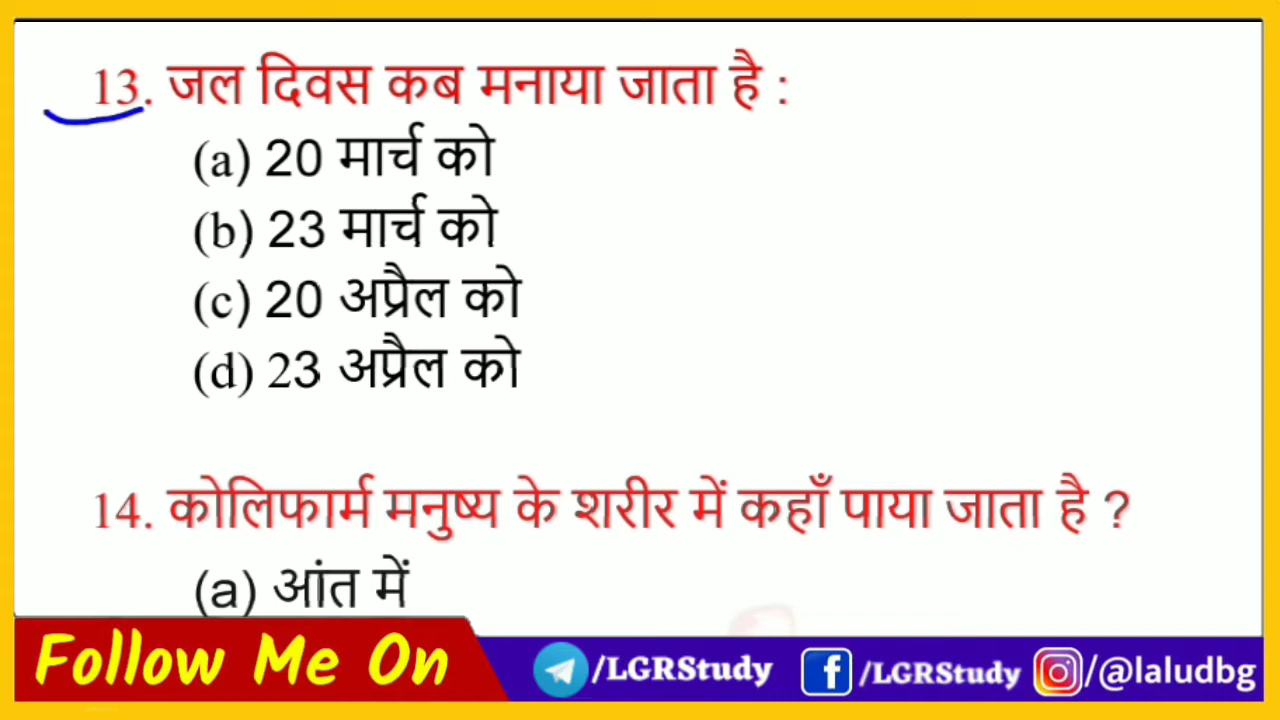 13. जल दिवस कब मनाया जाता है :
(a) 20 मार्च को
(b) 23 मार्च को
(c) 20 अप्रैल को
(d) 23 अप्रैल को
14. कोलिफार्म मनुष्य के शरीर में कहाँ पाया जाता है ?
(a) आंत में
Follow Me On /LGRStudy /LGRStudy /@laludbg